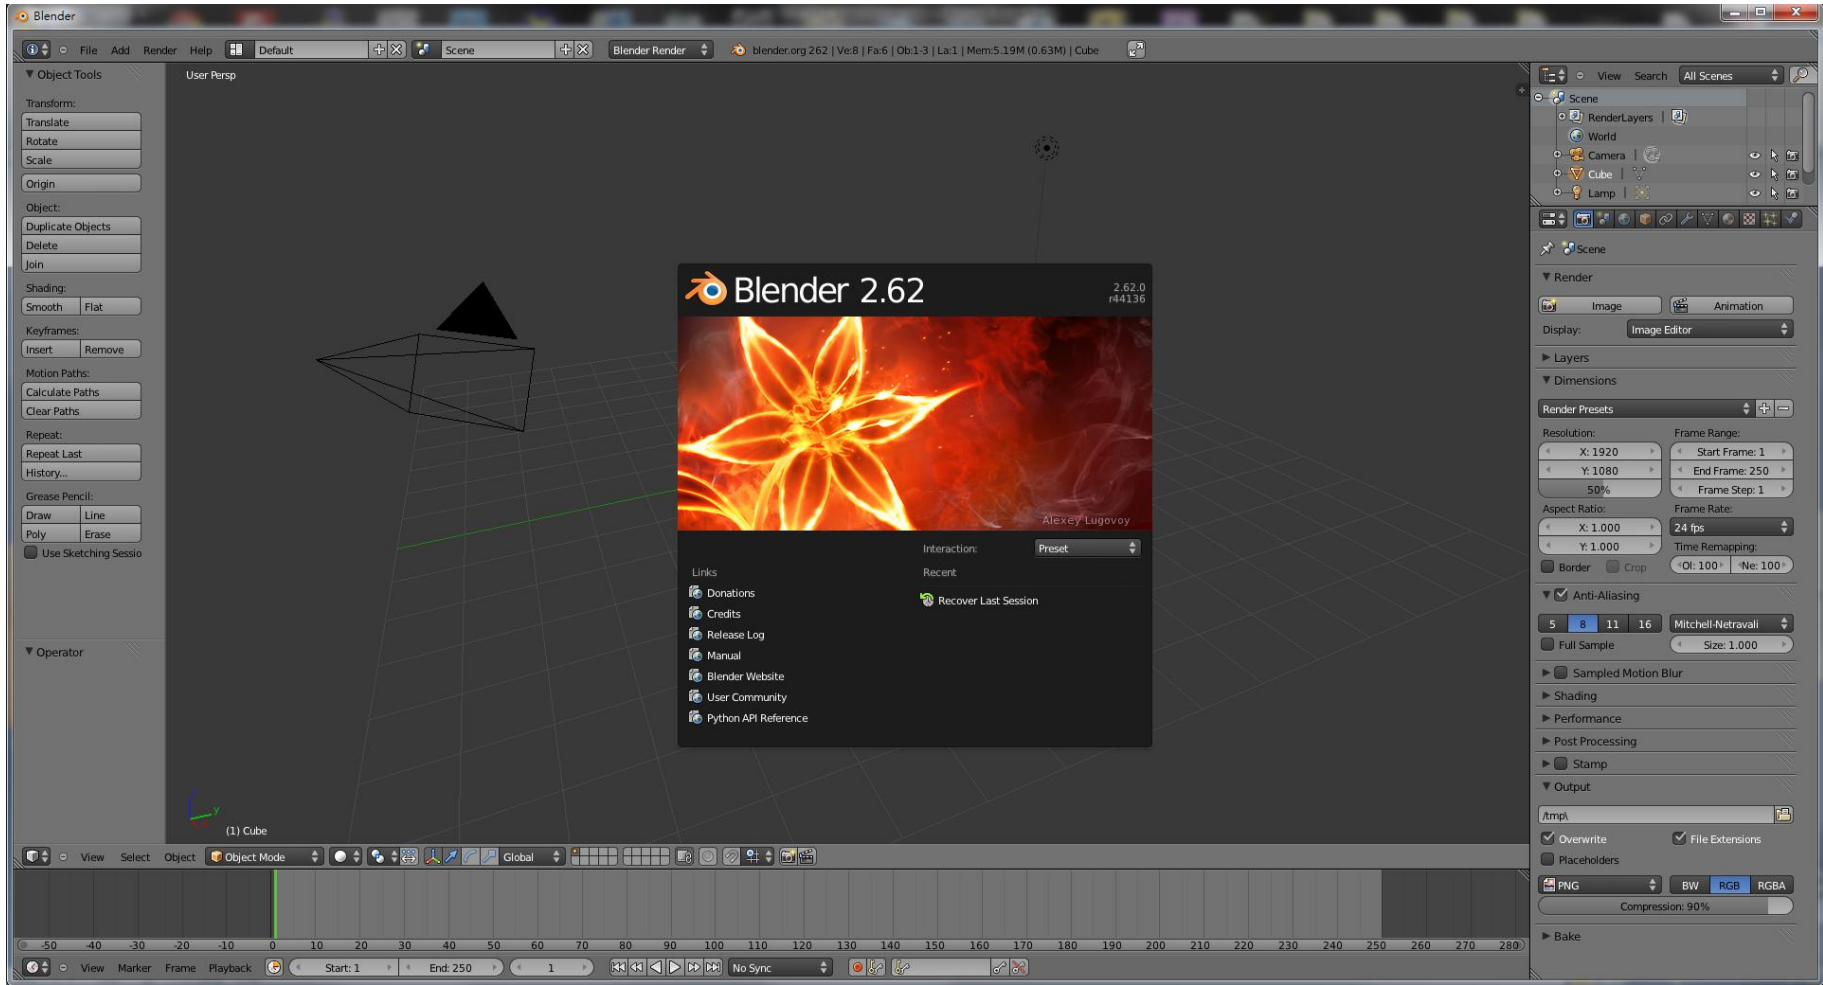 Blender
File Add Render Help Default Scene Blender Render blender.org 262 | Ve:8 | Fa:6 | Ob:1-3 | La:1 | Mem:5.19M (0.63M) | Cube
Object Tools
Transform:
Translate
Rotate
Scale
Origin
Object:
Duplicate Objects
Delete
Join
Shading:
Smooth Flat
Keyframes:
Insert Remove
Motion Paths:
Calculate Paths
Clear Paths
Repeat:
Repeat Last
History...
Grease Pencil:
Draw Line
Poly Erase
Use Sketching Sessio
Operator
User Persp
Blender 2.62
2.62.0
r44136
Alexey Lugovoy
Interaction: Preset
Links
Donations
Credits
Release Log
Manual
Blender Website
User Community
Python API Reference
Recent
Recover Last Session
y
(1) Cube
View Search All Scenes
Scene
RenderLayers |
World
Camera |
Cube |
Lamp |
Scene
Render
Image Animation
Display: Image Editor
Layers
Dimensions
Render Presets
Resolution: Frame Range:
X: 1920 Start Frame: 1
Y: 1080 End Frame: 250
50% Frame Step: 1
Aspect Ratio: Frame Rate:
X: 1.000 24 fps
Y: 1.000 Time Remapping:
Border Crop Ol: 100 Ne: 100
Anti-Aliasing
5 8 11 16 Mitchell-Netravali
Full Sample Size: 1.000
Sampled Motion Blur
Shading
Performance
Post Processing
Stamp
Output
/tmp\
Overwrite File Extensions
Placeholders
PNG BW RGB RGBA
Compression: 90%
Bake
View Select Object Object Mode Global
-50 -40 -30 -20 -10 0 10 20 30 40 50 60 70 80 90 100 110 120 130 140 150 160 170 180 190 200 210 220 230 240 250 260 270 280
View Marker Frame Playback Start: 1 End: 250 1 No Sync